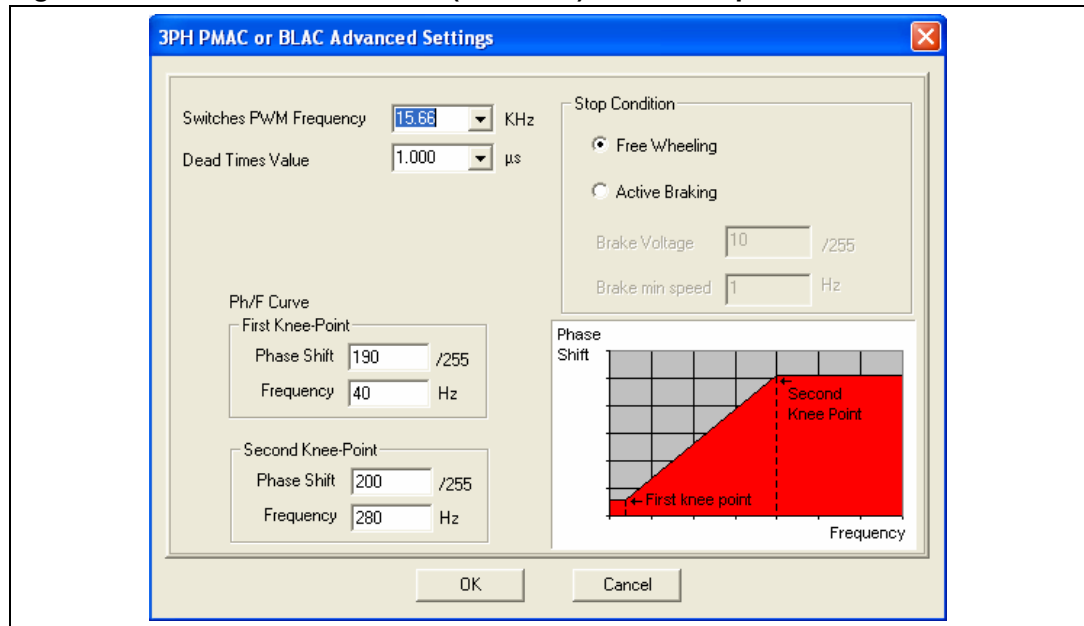 3PH PMAC or BLAC Advanced Settings
Switches PWM Frequency 15.66 KHz
Dead Times Value 1.000 µs
Stop Condition
Free Wheeling
Active Braking
Brake Voltage 10 /255
Brake min speed 1 Hz
Ph/F Curve
First Knee-Point
Phase Shift 190 /255
Frequency 40 Hz
Second Knee-Point
Phase Shift 200 /255
Frequency 280 Hz
Phase
Shift
Second
Knee Point
First knee point
Frequency
OK
Cancel